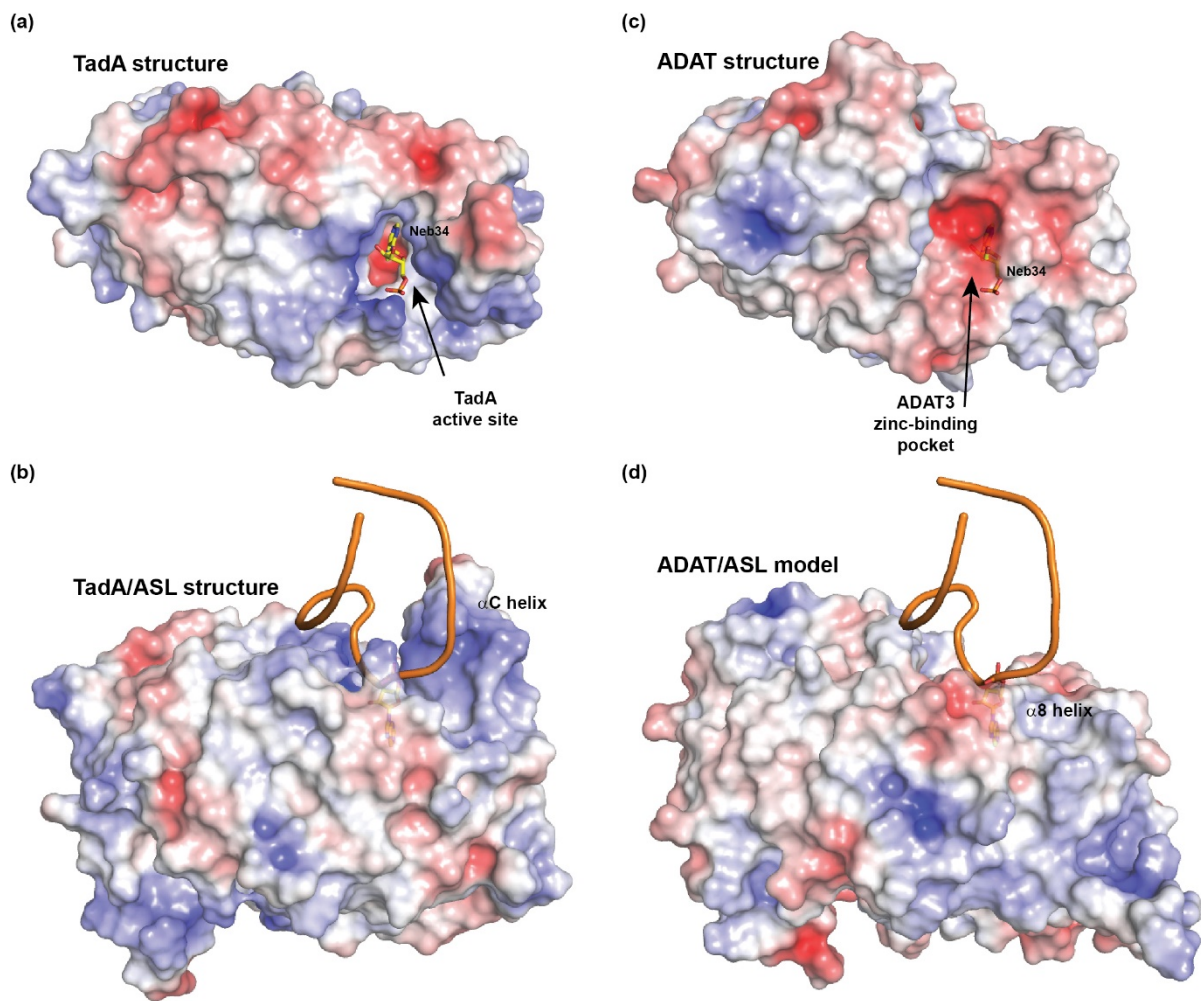 (a)
TadA structure
Neb34
TadA
active site
(c)
ADAT structure
Neb34
ADAT3
zinc-binding
pocket
(b)
TadA/ASL structure
αC helix
(d)
ADAT/ASL model
α8 helix